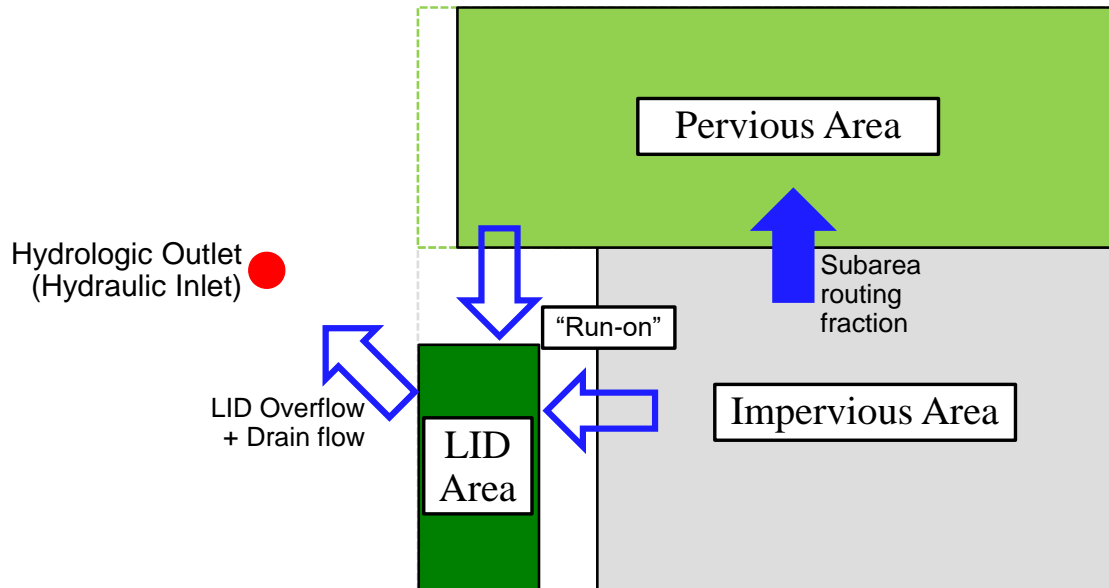 Pervious Area
Hydrologic Outlet
(Hydraulic Inlet)
Subarea
routing
fraction
“Run-on”
LID Overflow
+ Drain flow
LID
Area
Impervious Area